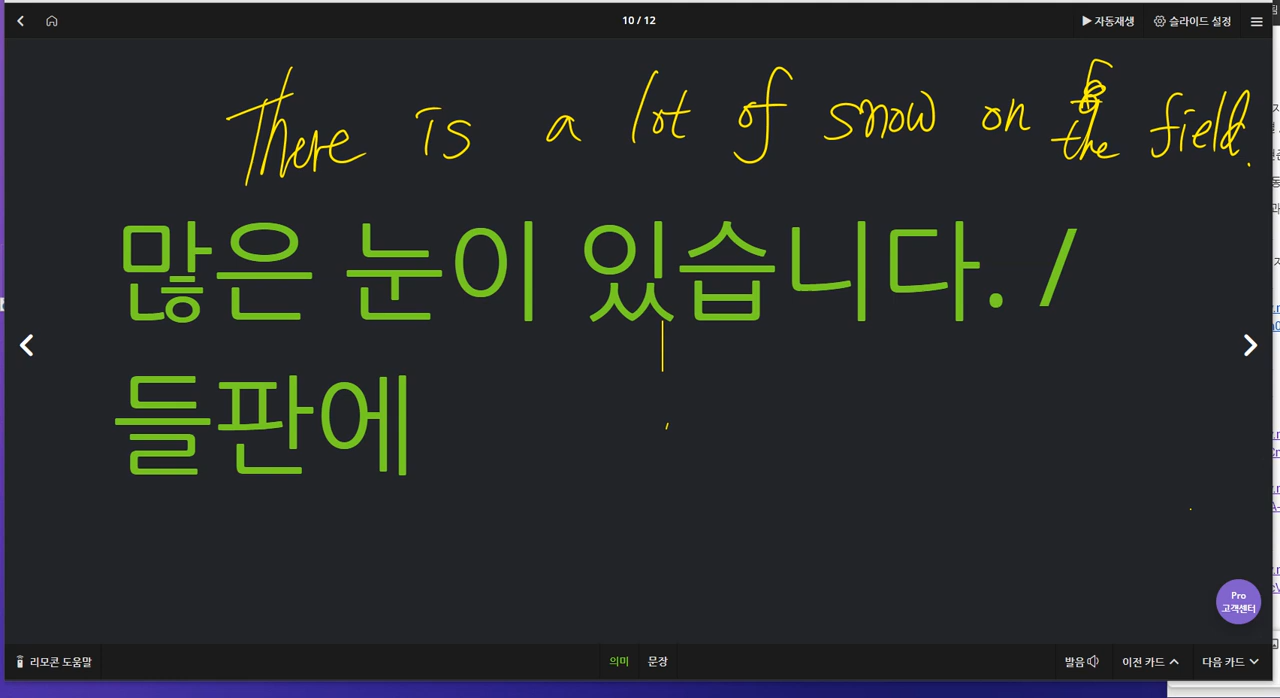 10 / 12
▶ 자동재생
슬라이드 설정
There is a lot of snow on the field.
많은 눈이 있습니다. /
들판에
Pro
고객센터
리모콘 도움말
의미
문장
발음
이전 카드
다음 카드